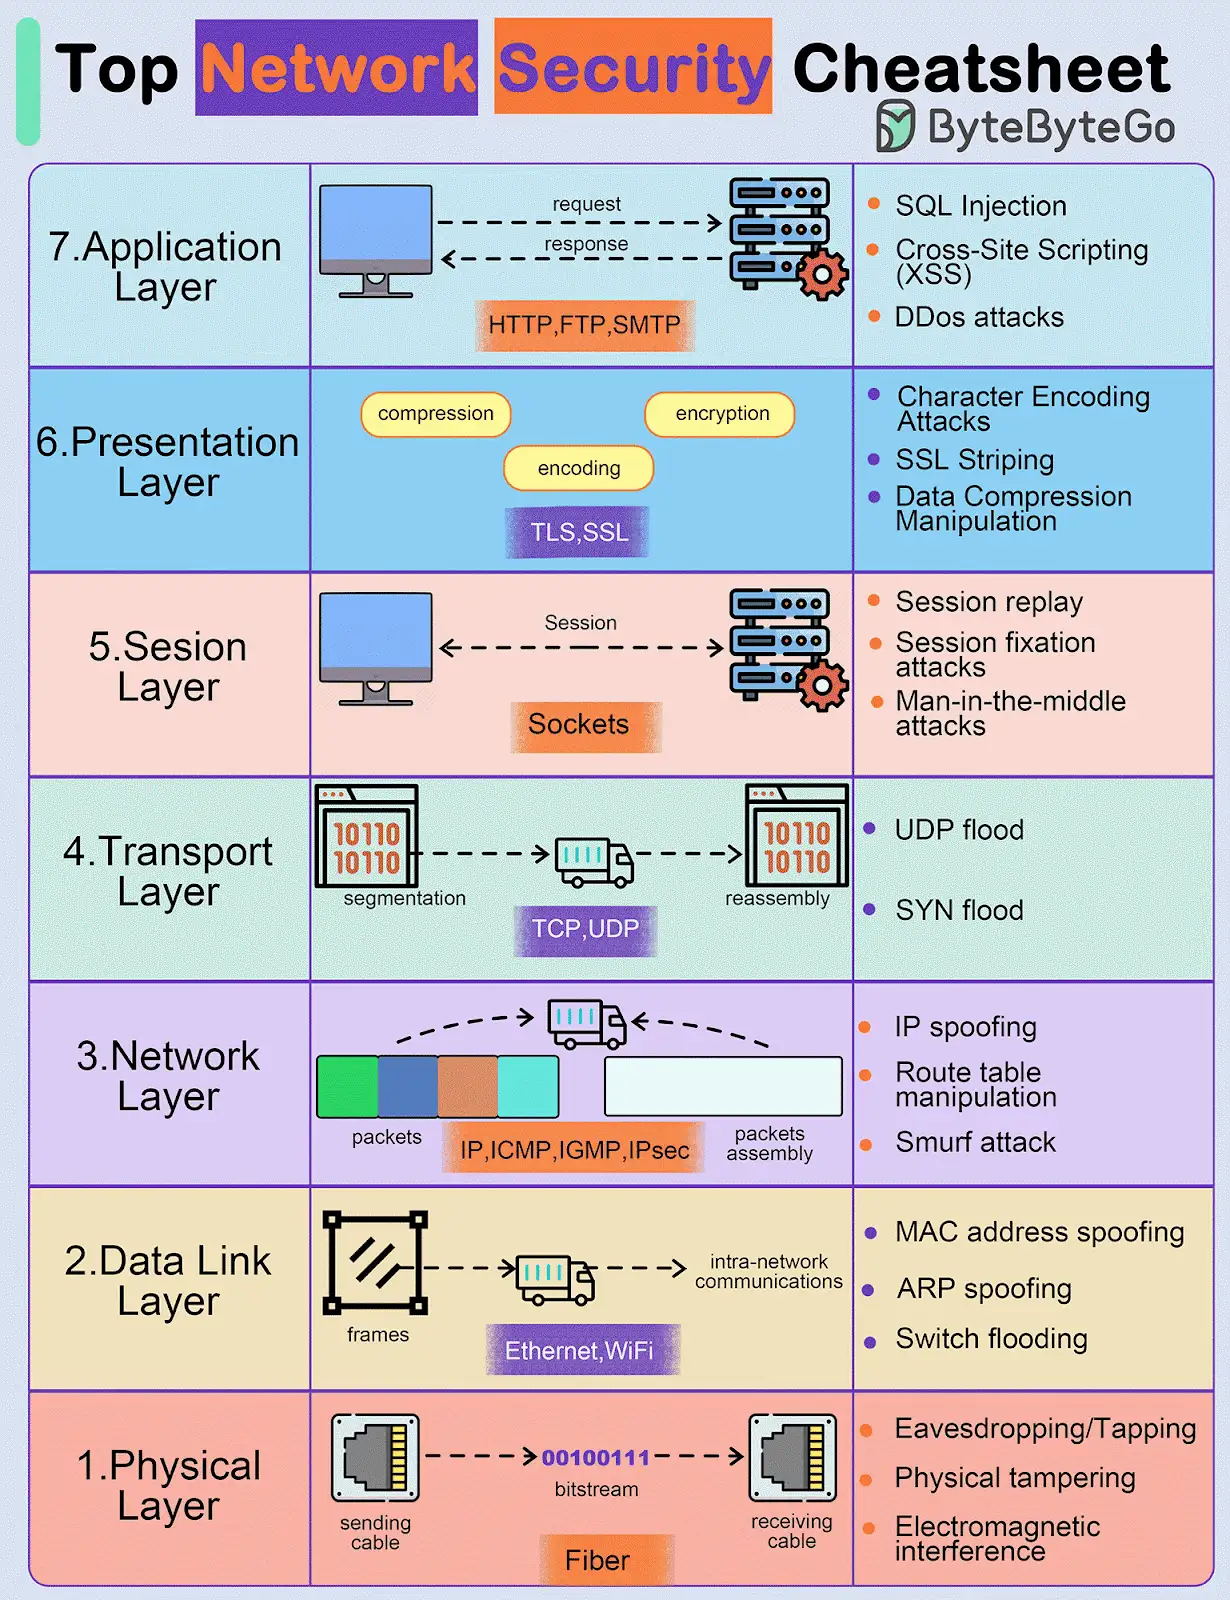 Top Network Security Cheatsheet
ByteByteGo
7.Application
Layer
request
response
HTTP,FTP,SMTP
SQL Injection
Cross-Site Scripting
(XSS)
DDos attacks
6.Presentation
Layer
compression
encryption
encoding
TLS,SSL
Character Encoding
Attacks
SSL Striping
Data Compression
Manipulation
5.Sesion
Layer
Session
Sockets
Session replay
Session fixation
attacks
Man-in-the-middle
attacks
4.Transport
Layer
10110
10110
segmentation
10110
10110
reassembly
TCP,UDP
UDP flood
SYN flood
3.Network
Layer
packets
packets
assembly
IP,ICMP,IGMP,IPsec
IP spoofing
Route table
manipulation
Smurf attack
2.Data Link
Layer
frames
intra-network
communications
Ethernet,WiFi
MAC address spoofing
ARP spoofing
Switch flooding
1.Physical
Layer
sending
cable
00100111
bitstream
receiving
cable
Fiber
Eavesdropping/Tapping
Physical tampering
Electromagnetic
interference